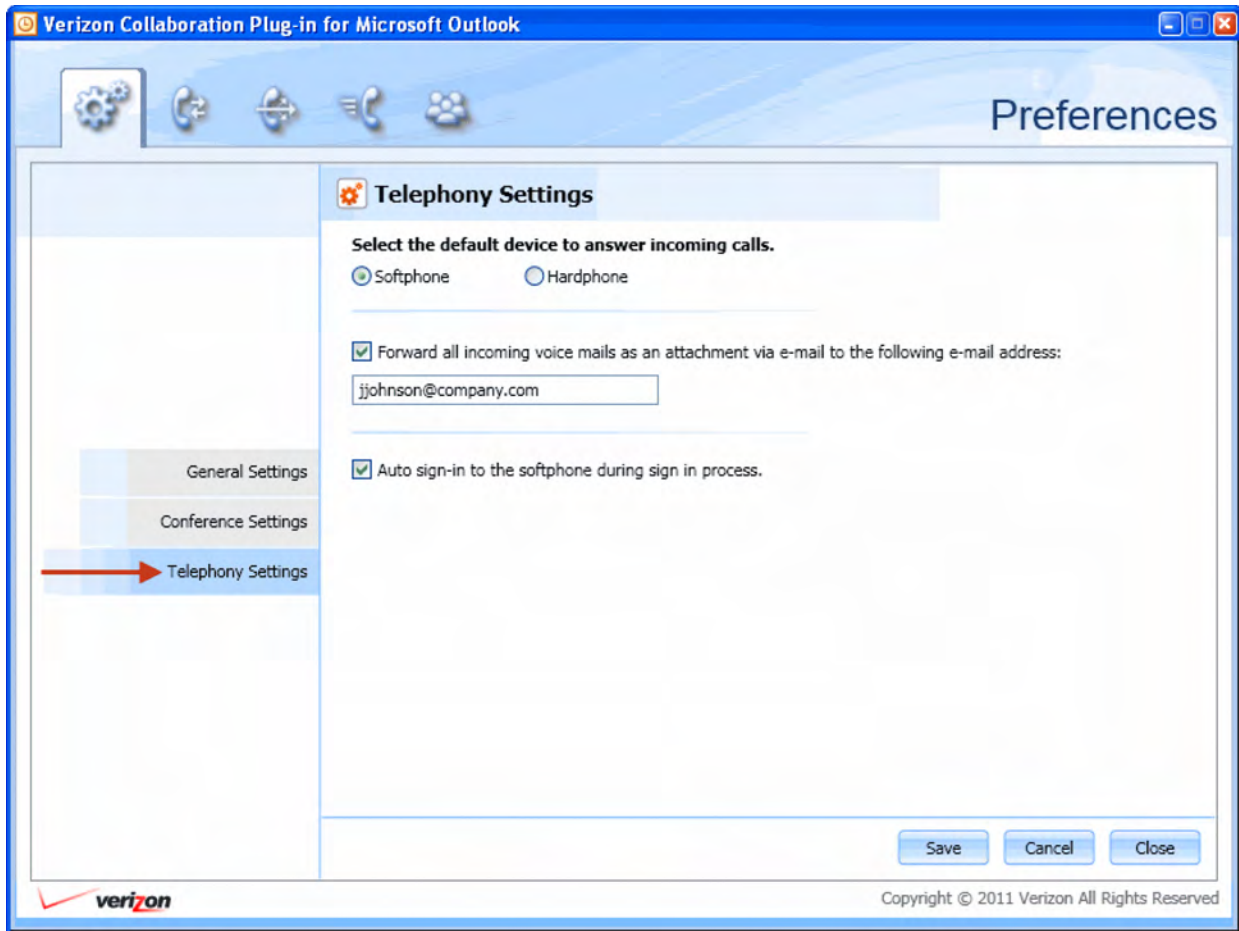 Verizon Collaboration Plug-in for Microsoft Outlook
Preferences
Telephony Settings
Select the default device to answer incoming calls.
Softphone Hardphone
Forward all incoming voice mails as an attachment via e-mail to the following e-mail address:
jjohnson@company.com
General Settings
Auto sign-in to the softphone during sign in process.
Conference Settings
Telephony Settings
Save Cancel Close
verizon
Copyright © 2011 Verizon All Rights Reserved